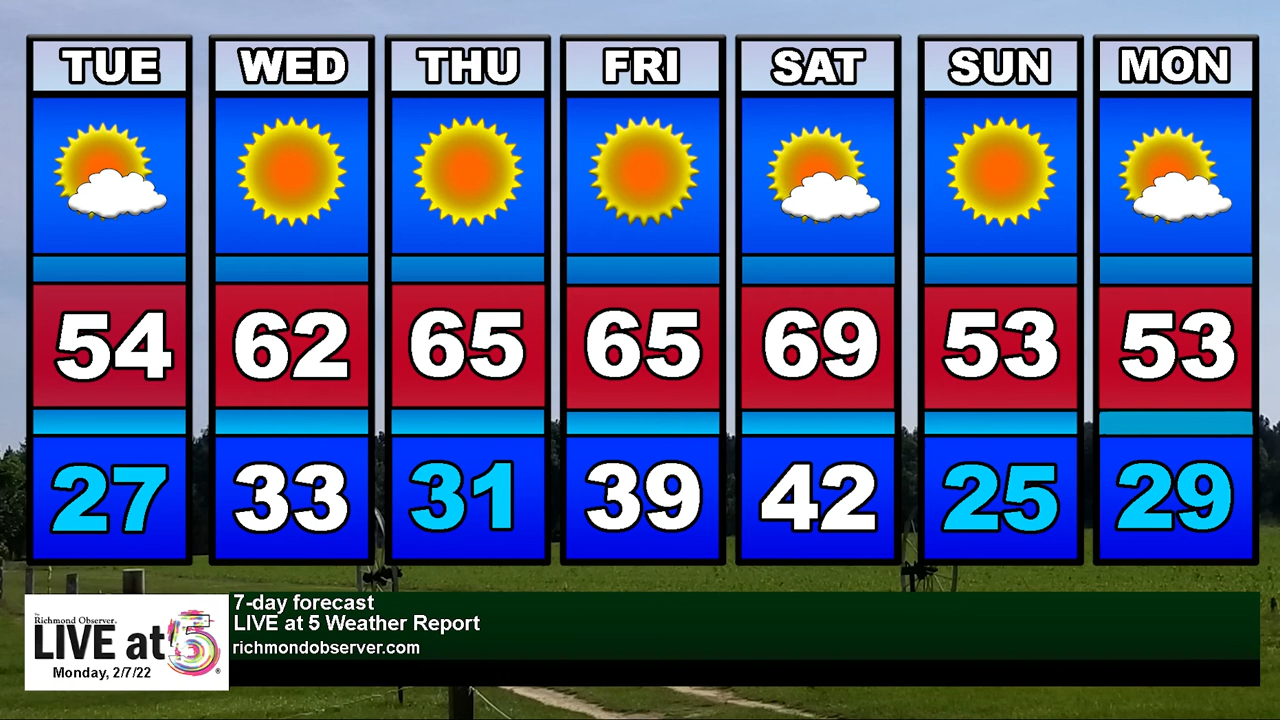 TUE WED THU FRI SAT SUN MON
54 62 65 65 69 53 53
27 33 31 39 42 25 29
The
Richmond Observer.
LIVE at 5
®
Monday, 2/7/22
7-day forecast
LIVE at 5 Weather Report
richmondobserver.com